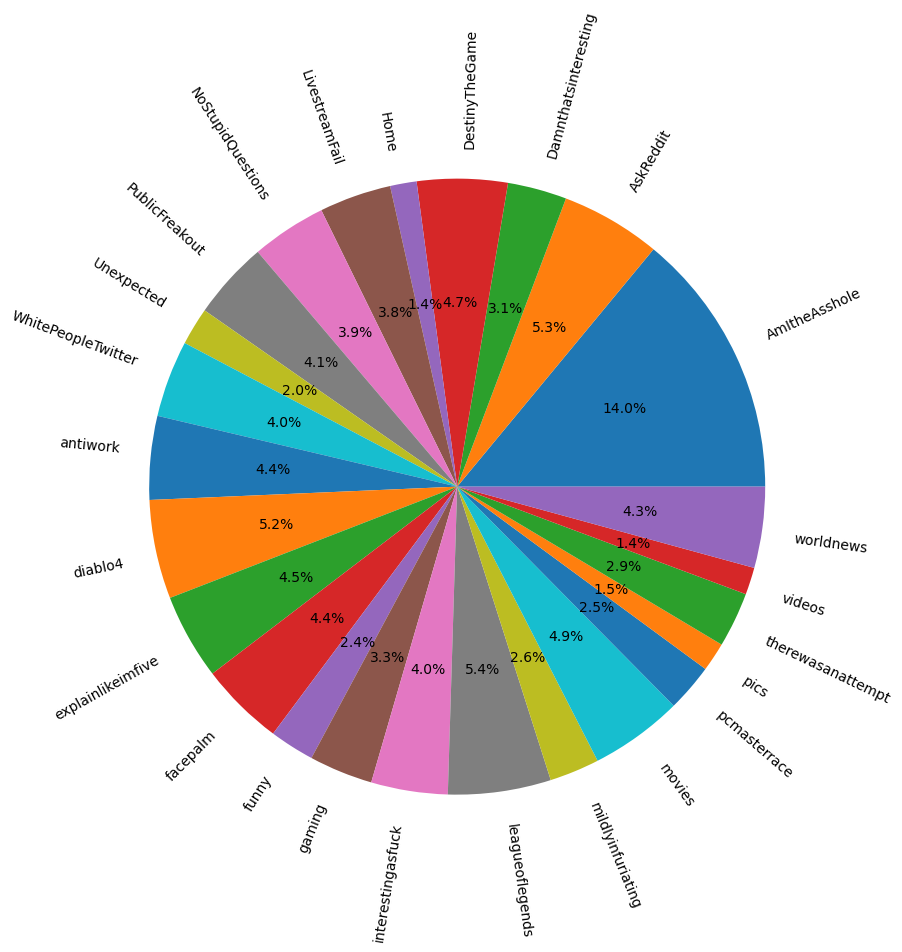 AmItheAsshole
14.0%
AskReddit
5.3%
Damnthatsinteresting
3.1%
DestinyTheGame
4.7%
Home
1.4%
LivestreamFail
3.8%
NoStupidQuestions
3.9%
PublicFreakout
4.1%
Unexpected
2.0%
WhitePeopleTwitter
4.0%
antiwork
4.4%
diablo4
5.2%
explainlikeimfive
4.5%
facepalm
4.4%
funny
2.4%
gaming
3.3%
interestingasfuck
4.0%
leagueoflegends
5.4%
mildlyinfuriating
2.6%
movies
4.9%
pcmasterrace
2.5%
pics
1.5%
therewasanattempt
2.9%
videos
1.4%
worldnews
4.3%